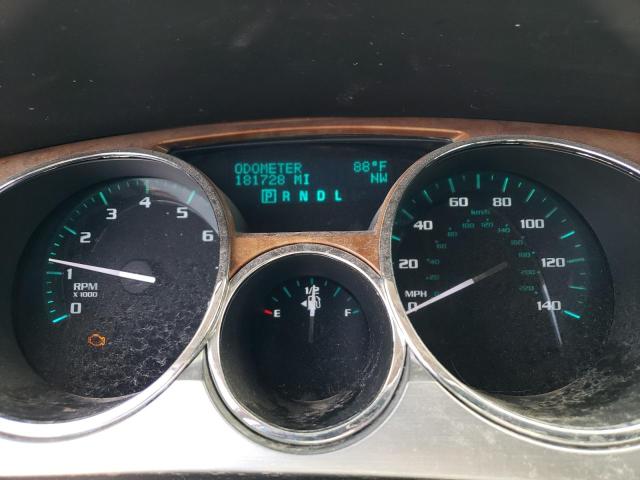 ODOMETER 88°F
181728 MI NW
P R N D L
0 1 2 3 4 5 6
RPM
X 1000
1/2
E F
0 20 40 60 80 100 120 140
MPH
km/h